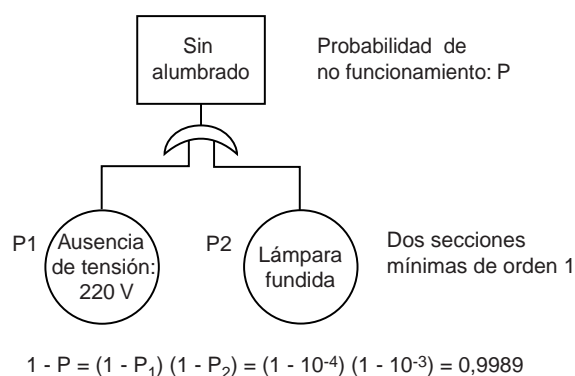 Sin
alumbrado
Probabilidad de
no funcionamiento: P
P1
Ausencia
de tensión:
220 V
P2
Lámpara
fundida
Dos secciones
mínimas de orden 1
1 - P = (1 - P₁) (1 - P₂) = (1 - 10⁻⁴) (1 - 10⁻³) = 0,9989